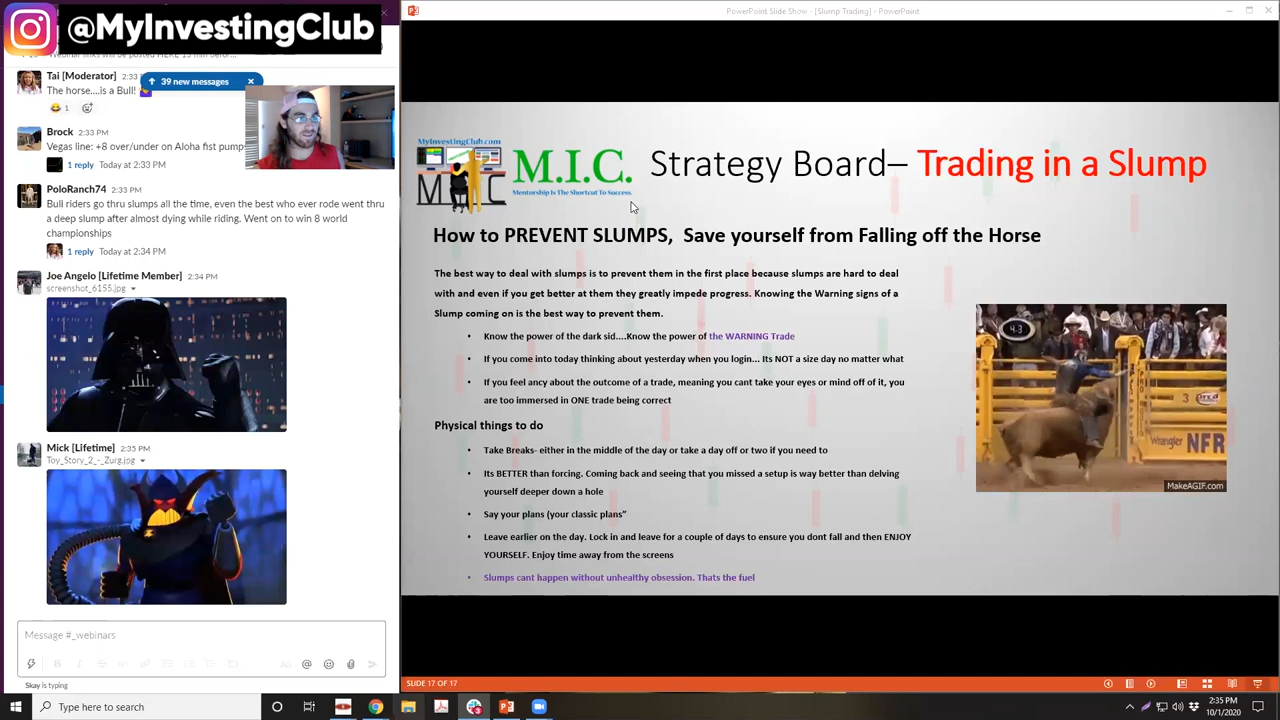 @MyInvestingClub
PowerPoint Slide Show - [Slump Trading] - PowerPoint
Tai [Moderator] 2:33
39 new messages
The horse....is a Bull!
1
Brock 2:33 PM
Vegas line: +8 over/under on Aloha fist pump
1 reply Today at 2:33 PM
PoloRanch74 2:33 PM
Bull riders go thru slumps all the time, even the best who ever rode went thru
a deep slump after almost dying while riding. Went on to win 8 world
championships
1 reply Today at 2:34 PM
Joe Angelo [Lifetime Member] 2:34 PM
screenshot_6155.jpg
Mick [Lifetime] 2:35 PM
Toy_Story_2_-_Zurg.jpg
Message #_webinars
Skay is typing
MyInvestingClub.com
MIC
M.I.C.
Mentorship Is The Shortcut To Success.
Strategy Board– Trading in a Slump
How to PREVENT SLUMPS, Save yourself from Falling off the Horse
The best way to deal with slumps is to prevent them in the first place because slumps are hard to deal
with and even if you get better at them they greatly impede progress. Knowing the Warning signs of a
Slump coming on is the best way to prevent them.
• Know the power of the dark sid....Know the power of the WARNING Trade
• If you come into today thinking about yesterday when you login... Its NOT a size day no matter what
• If you feel ancy about the outcome of a trade, meaning you cant take your eyes or mind off of it, you
are too immersed in ONE trade being correct
Physical things to do
• Take Breaks- either in the middle of the day or take a day off or two if you need to
• Its BETTER than forcing. Coming back and seeing that you missed a setup is way better than delving
yourself deeper down a hole
• Say your plans (your classic plans”
• Leave earlier on the day. Lock in and leave for a couple of days to ensure you dont fall and then ENJOY
YOURSELF. Enjoy time away from the screens
• Slumps cant happen without unhealthy obsession. Thats the fuel
4.3
3
Wrangler NFR
MakeAGIF.com
SLIDE 17 OF 17
Type here to search
2:35 PM
10/1/2020